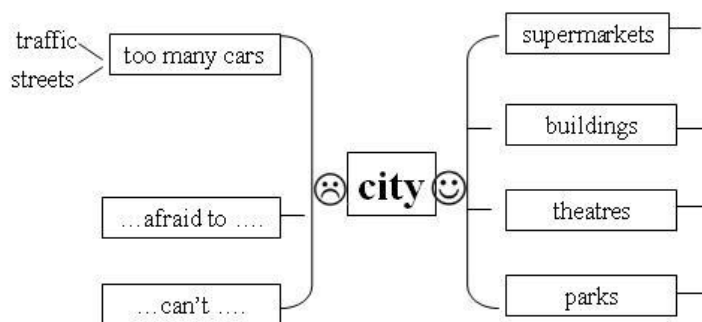 traffic
streets
too many cars
…afraid to ….
…can't ….
city
supermarkets
buildings
theatres
parks